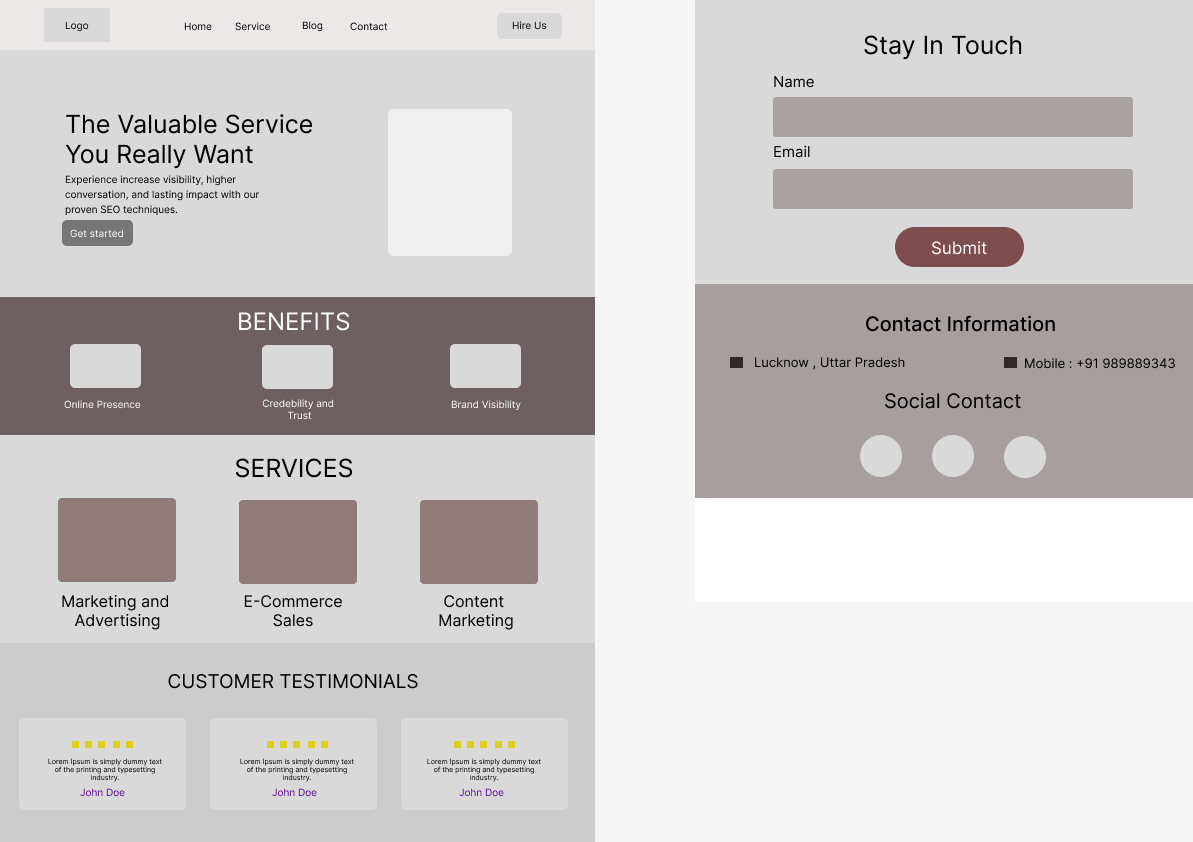 Logo
Home
Service
Blog
Contact
Hire Us
The Valuable Service
You Really Want
Experience increase visibility, higher
conversation, and lasting impact with our
proven SEO techniques.
Get started
BENEFITS
Online Presence
Credebility and
Trust
Brand Visibility
SERVICES
Marketing and
Advertising
E-Commerce
Sales
Content
Marketing
CUSTOMER TESTIMONIALS
Lorem Ipsum is simply dummy text
of the printing and typesetting
industry.
John Doe
Lorem Ipsum is simply dummy text
of the printing and typesetting
industry.
John Doe
Lorem Ipsum is simply dummy text
of the printing and typesetting
industry.
John Doe
Stay In Touch
Name
Email
Submit
Contact Information
Lucknow , Uttar Pradesh
Mobile : +91 989889343
Social Contact